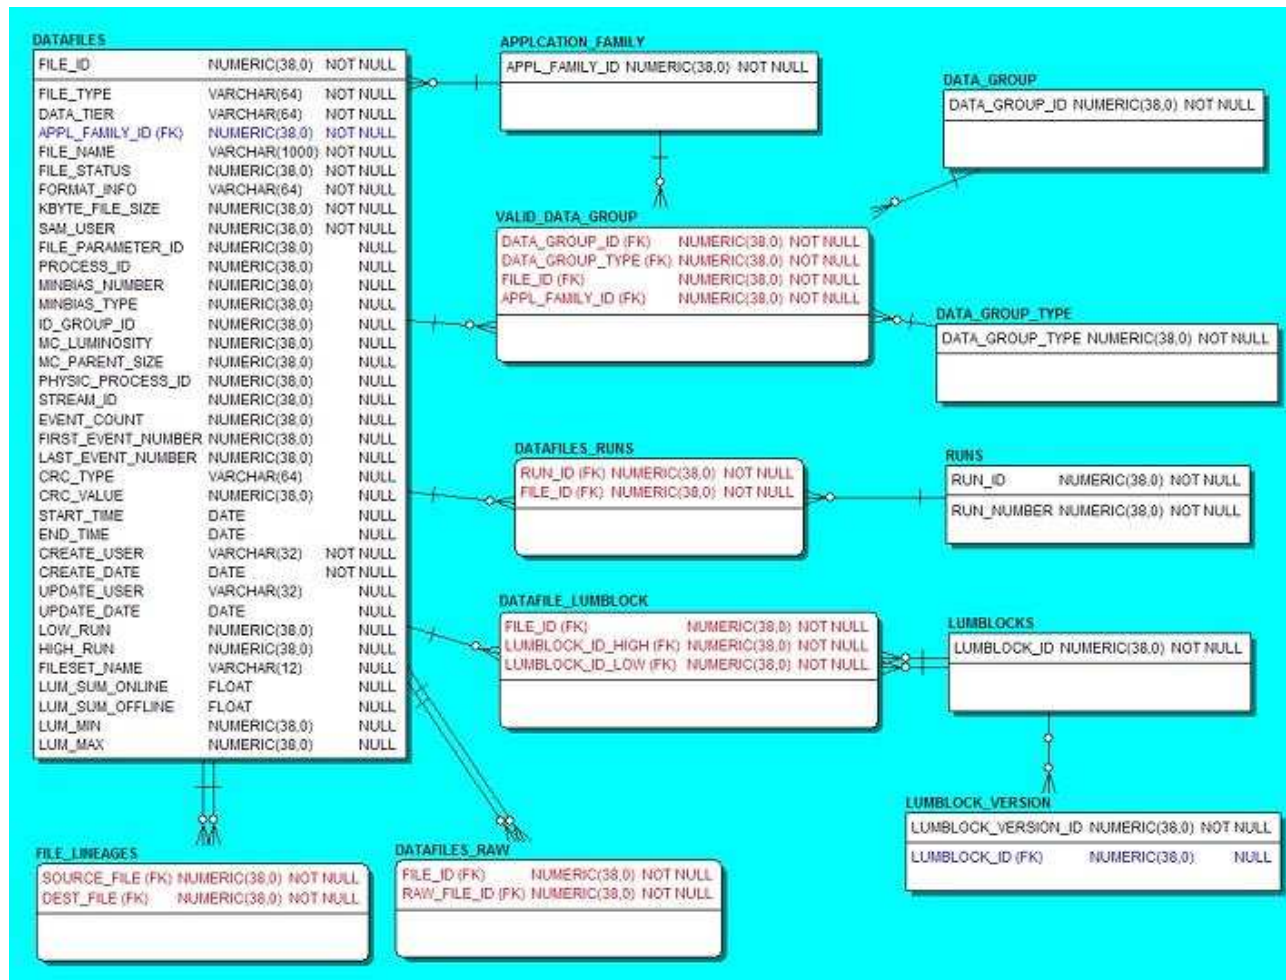 DATAFILES
FILE_ID NUMERIC(38,0) NOT NULL
FILE_TYPE VARCHAR(64) NOT NULL
DATA_TIER VARCHAR(64) NOT NULL
APPL_FAMILY_ID (FK) NUMERIC(38,0) NOT NULL
FILE_NAME VARCHAR(1000) NOT NULL
FILE_STATUS NUMERIC(38,0) NOT NULL
FORMAT_INFO VARCHAR(64) NOT NULL
KBYTE_FILE_SIZE NUMERIC(38,0) NOT NULL
SAM_USER NUMERIC(38,0) NOT NULL
FILE_PARAMETER_ID NUMERIC(38,0) NULL
PROCESS_ID NUMERIC(38,0) NULL
MINBIAS_NUMBER NUMERIC(38,0) NULL
MINBIAS_TYPE NUMERIC(38,0) NULL
ID_GROUP_ID NUMERIC(38,0) NULL
MC_LUMINOSITY NUMERIC(38,0) NULL
MC_PARENT_SIZE NUMERIC(38,0) NULL
PHYSIC_PROCESS_ID NUMERIC(38,0) NULL
STREAM_ID NUMERIC(38,0) NULL
EVENT_COUNT NUMERIC(38,0) NULL
FIRST_EVENT_NUMBER NUMERIC(38,0) NULL
LAST_EVENT_NUMBER NUMERIC(38,0) NULL
CRC_TYPE VARCHAR(64) NULL
CRC_VALUE NUMERIC(38,0) NULL
START_TIME DATE NULL
END_TIME DATE NULL
CREATE_USER VARCHAR(32) NOT NULL
CREATE_DATE DATE NOT NULL
UPDATE_USER VARCHAR(32) NULL
UPDATE_DATE DATE NULL
LOW_RUN NUMERIC(38,0) NULL
HIGH_RUN NUMERIC(38,0) NULL
FILESET_NAME VARCHAR(12) NULL
LUM_SUM_ONLINE FLOAT NULL
LUM_SUM_OFFLINE FLOAT NULL
LUM_MIN NUMERIC(38,0) NULL
LUM_MAX NUMERIC(38,0) NULL
APPLCATION_FAMILY
APPL_FAMILY_ID NUMERIC(38,0) NOT NULL
DATA_GROUP
DATA_GROUP_ID NUMERIC(38,0) NOT NULL
VALID_DATA_GROUP
DATA_GROUP_ID (FK) NUMERIC(38,0) NOT NULL
DATA_GROUP_TYPE (FK) NUMERIC(38,0) NOT NULL
FILE_ID (FK) NUMERIC(38,0) NOT NULL
APPL_FAMILY_ID (FK) NUMERIC(38,0) NOT NULL
DATA_GROUP_TYPE
DATA_GROUP_TYPE NUMERIC(38,0) NOT NULL
DATAFILES_RUNS
RUN_ID (FK) NUMERIC(38,0) NOT NULL
FILE_ID (FK) NUMERIC(38,0) NOT NULL
RUNS
RUN_ID NUMERIC(38,0) NOT NULL
RUN_NUMBER NUMERIC(38,0) NOT NULL
DATAFILE_LUMBLOCK
FILE_ID (FK) NUMERIC(38,0) NOT NULL
LUMBLOCK_ID_HIGH (FK) NUMERIC(38,0) NOT NULL
LUMBLOCK_ID_LOW (FK) NUMERIC(38,0) NOT NULL
LUMBLOCKS
LUMBLOCK_ID NUMERIC(38,0) NOT NULL
LUMBLOCK_VERSION
LUMBLOCK_VERSION_ID NUMERIC(38,0) NOT NULL
LUMBLOCK_ID (FK) NUMERIC(38,0) NULL
FILE_LINEAGES
SOURCE_FILE (FK) NUMERIC(38,0) NOT NULL
DEST_FILE (FK) NUMERIC(38,0) NOT NULL
DATAFILES_RAW
FILE_ID (FK) NUMERIC(38,0) NOT NULL
RAW_FILE_ID (FK) NUMERIC(38,0) NOT NULL